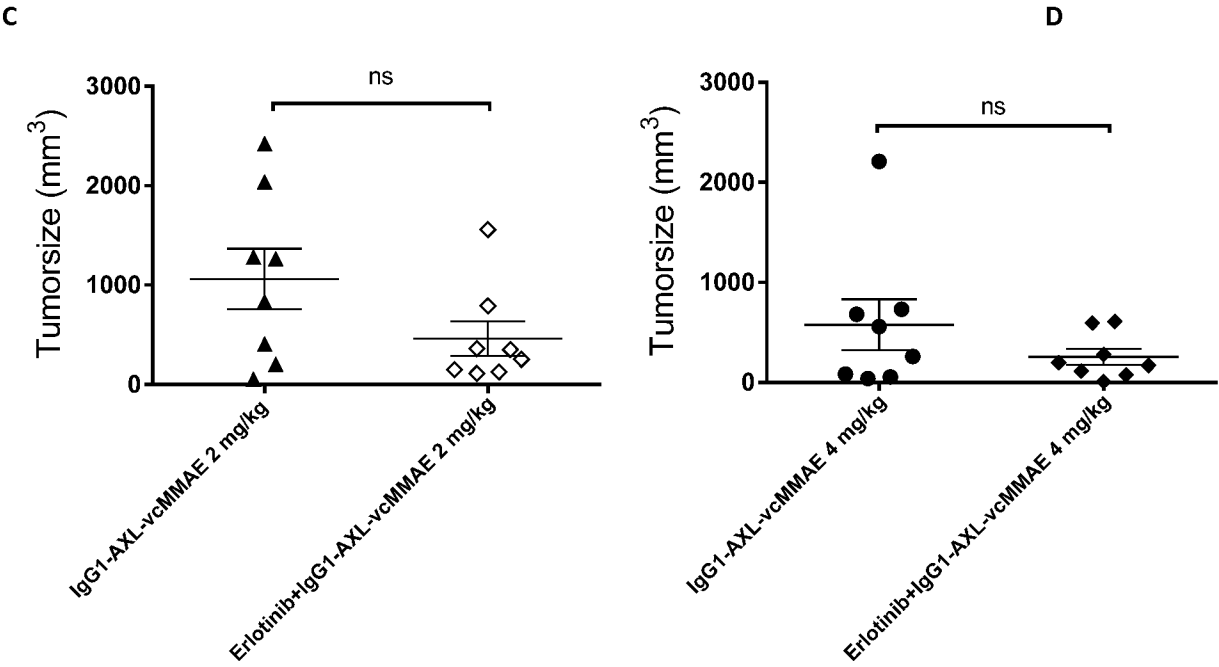 C
D
3000
2000
1000
0
Tumorsize (mm³)
ns
IgG1-AXL-vcMMAE 2 mg/kg
Erlotinib+IgG1-AXL-vcMMAE 2 mg/kg
3000
2000
1000
0
Tumorsize (mm³)
ns
IgG1-AXL-vcMMAE 4 mg/kg
Erlotinib+IgG1-AXL-vcMMAE 4 mg/kg